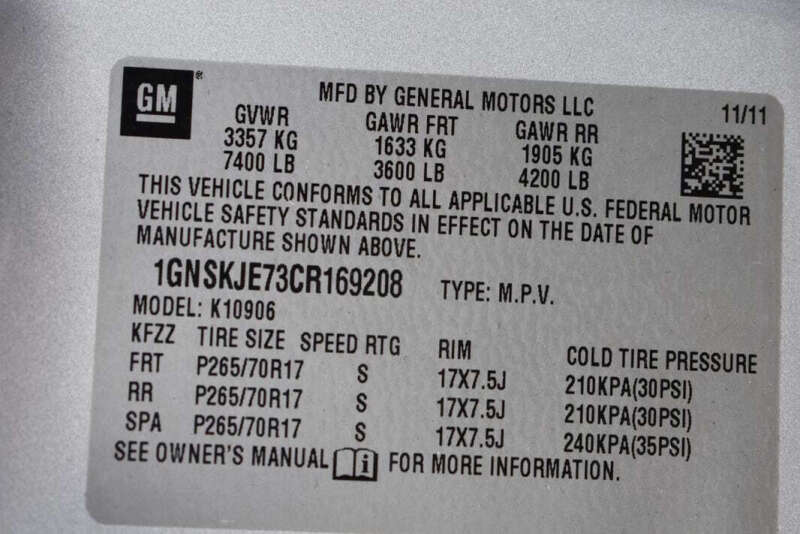 GM
MFD BY GENERAL MOTORS LLC 11/11
GVWR GAWR FRT GAWR RR
3357 KG 1633 KG 1905 KG
7400 LB 3600 LB 4200 LB
THIS VEHICLE CONFORMS TO ALL APPLICABLE U.S. FEDERAL MOTOR
VEHICLE SAFETY STANDARDS IN EFFECT ON THE DATE OF
MANUFACTURE SHOWN ABOVE.
1GNSKJE73CR169208 TYPE: M.P.V.
MODEL: K10906
KFZZ TIRE SIZE SPEED RTG RIM COLD TIRE PRESSURE
FRT P265/70R17 S 17X7.5J 210KPA(30PSI)
RR P265/70R17 S 17X7.5J 210KPA(30PSI)
SPA P265/70R17 S 17X7.5J 240KPA(35PSI)
SEE OWNER'S MANUAL i FOR MORE INFORMATION.